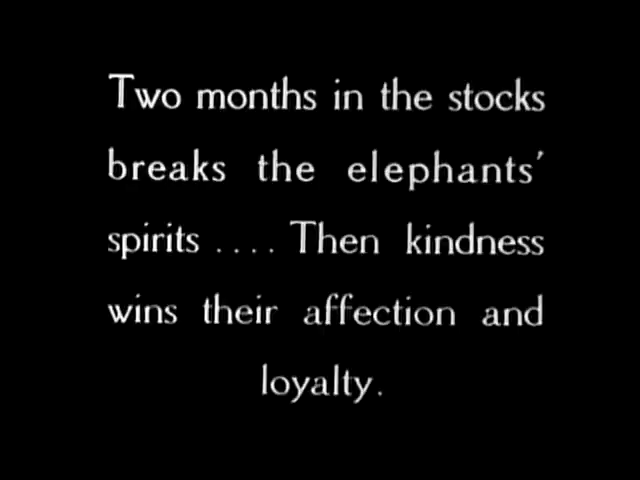 Two months in the stocks
breaks the elephants'
spirits .... Then kindness
wins their affection and
loyalty.